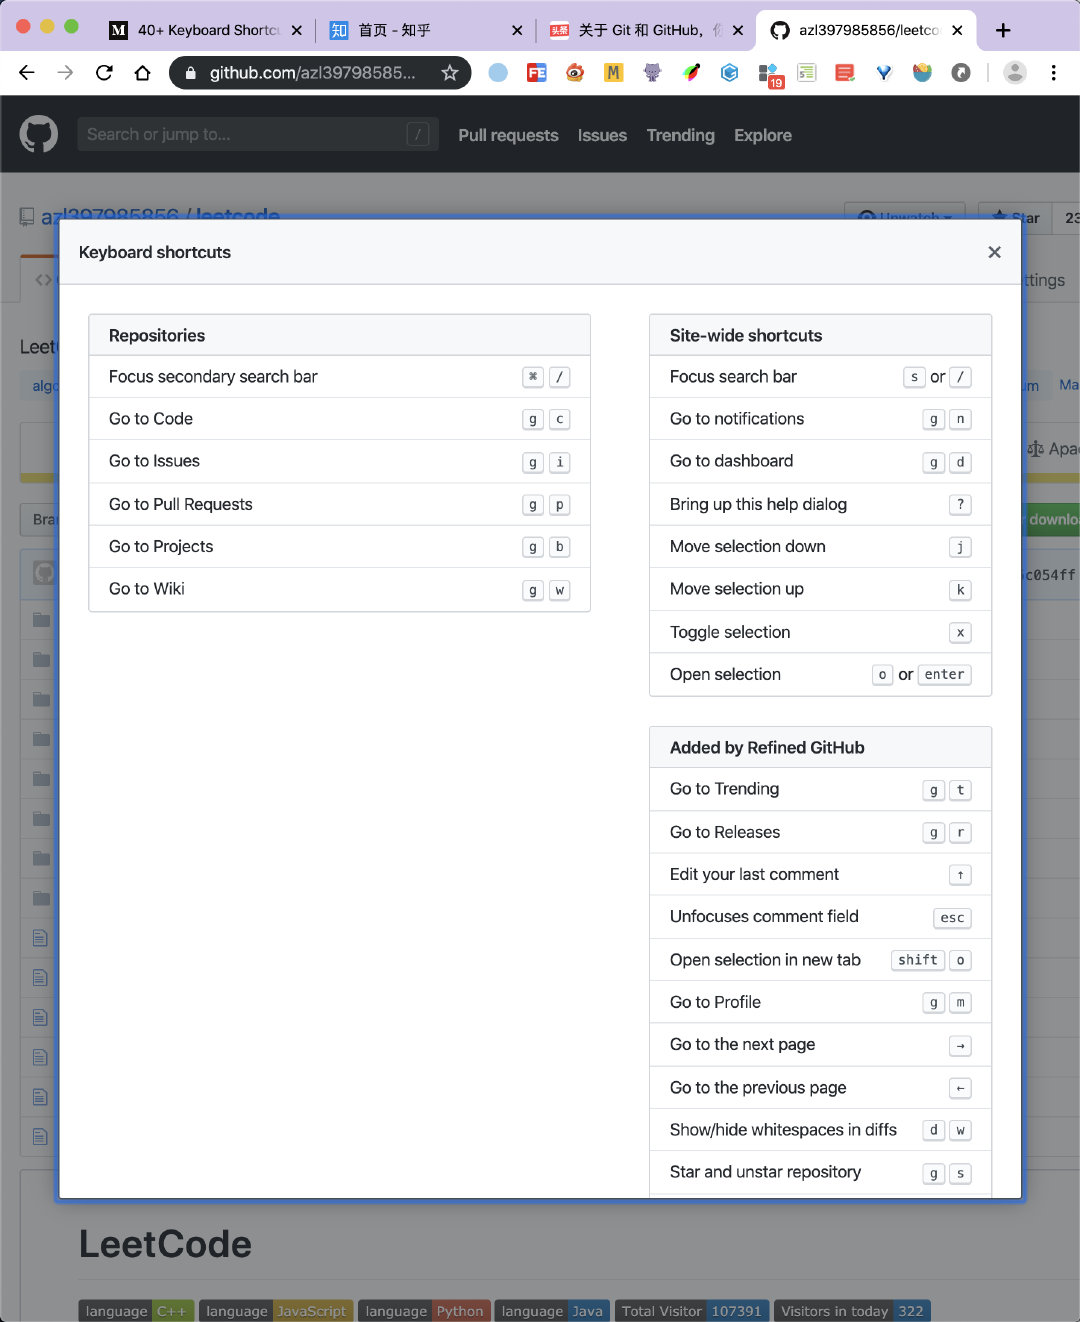 40+ Keyboard Shortcu
知 首页 - 知乎
头条 关于 Git 和 GitHub,
azl397985856/leetco
github.com/azl39798585...
FE
M
19
Search or jump to... /
Pull requests Issues Trending Explore
azl397985856 / leetcode
Unwatch Star 23
Keyboard shortcuts
ttings
Repositories
Focus secondary search bar ⌘ /
Go to Code g c
Go to Issues g i
Go to Pull Requests g p
Go to Projects g b
Go to Wiki g w
Site-wide shortcuts
Focus search bar s or /
Go to notifications g n
Go to dashboard g d
Bring up this help dialog ?
Move selection down j
Move selection up k
Toggle selection x
Open selection o or enter
Added by Refined GitHub
Go to Trending g t
Go to Releases g r
Edit your last comment ↑
Unfocuses comment field esc
Open selection in new tab shift o
Go to Profile g m
Go to the next page →
Go to the previous page ←
Show/hide whitespaces in diffs d w
Star and unstar repository g s
Leet
algo
um Ma
Apac
Bran
downloa
c054ff
LeetCode
language C++ language JavaScript language Python language Java Total Visitor 107391 Visitors in today 322